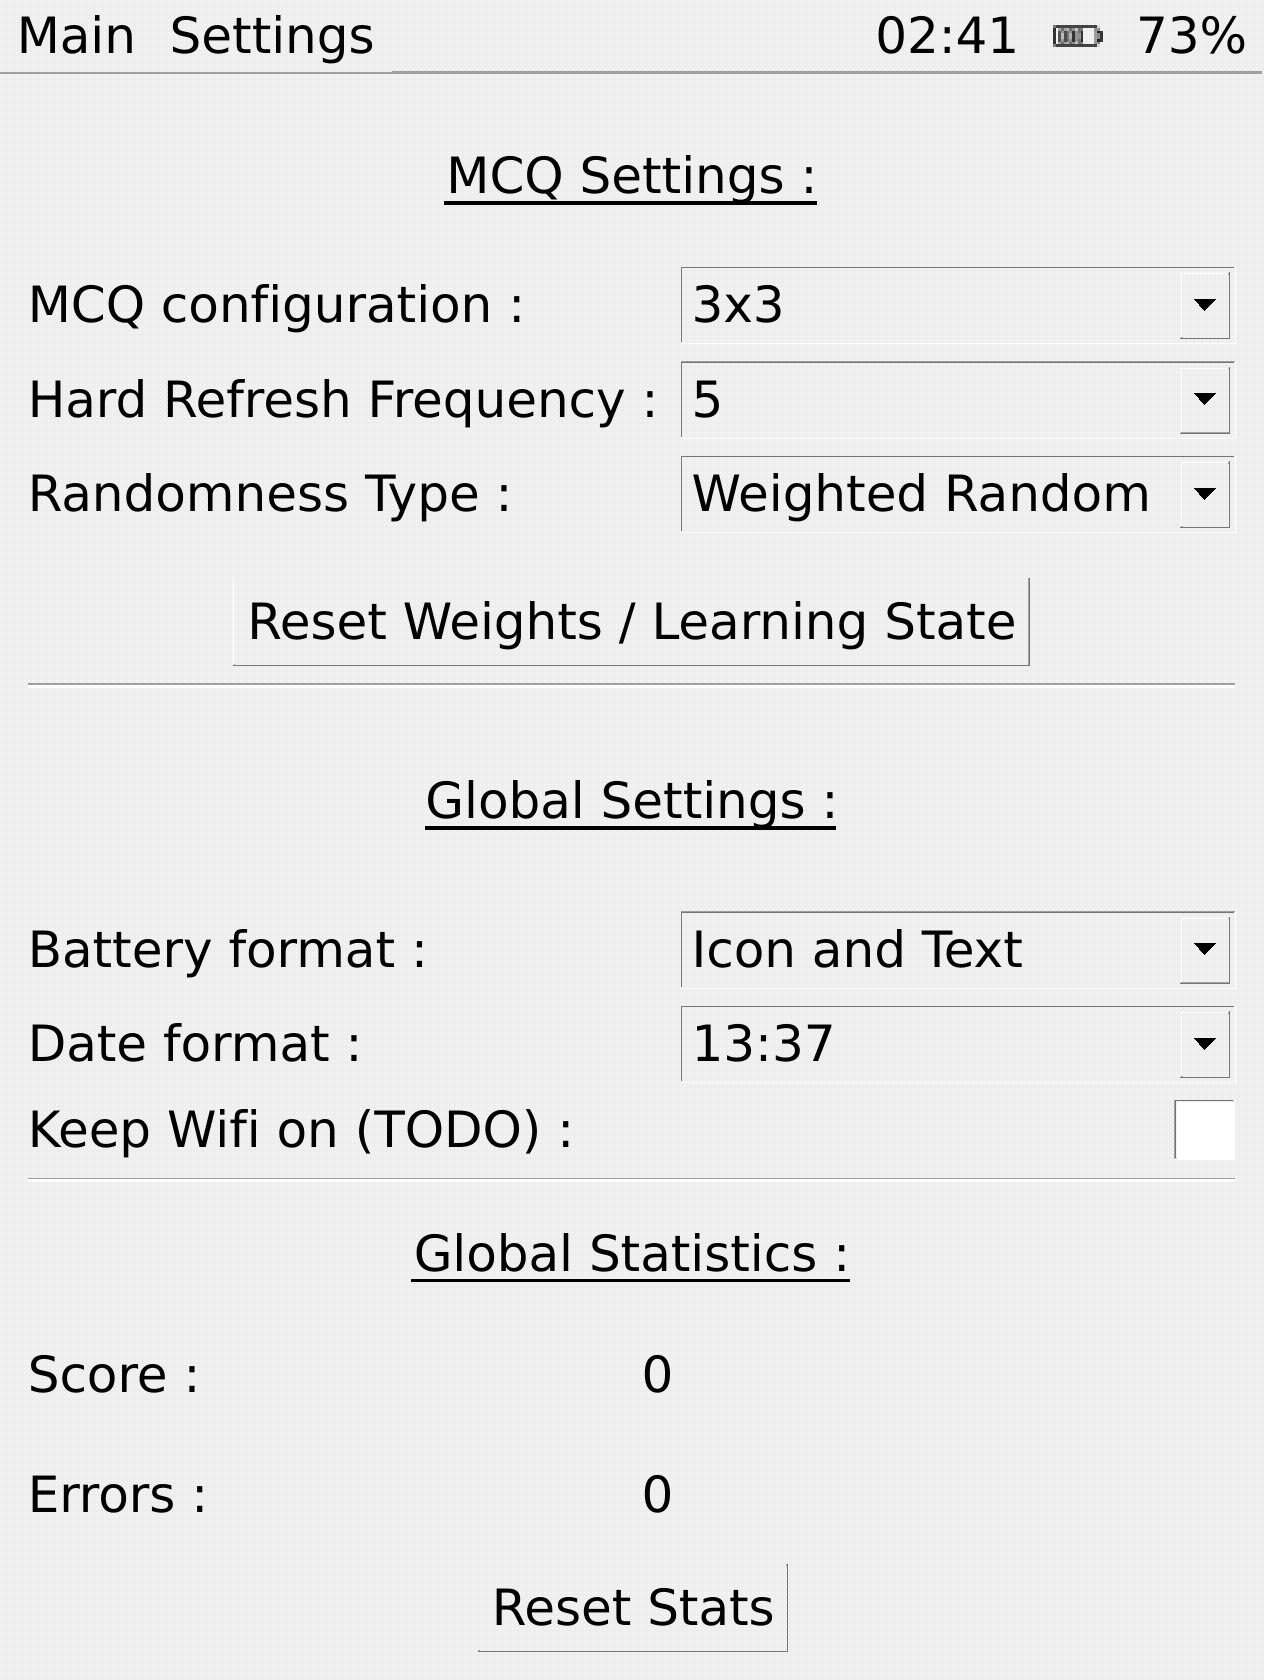 Main Settings 02:41 73%
MCQ Settings :
MCQ configuration : 3x3
Hard Refresh Frequency : 5
Randomness Type : Weighted Random
Reset Weights / Learning State
Global Settings :
Battery format : Icon and Text
Date format : 13:37
Keep Wifi on (TODO) :
Global Statistics :
Score : 0
Errors : 0
Reset Stats